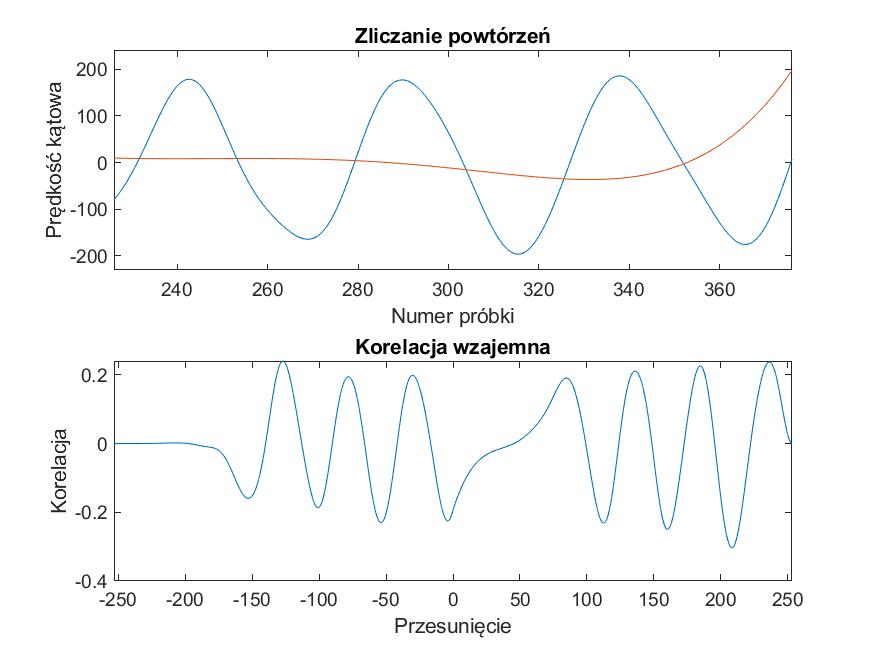 Zliczanie powtórzeń
200
100
0
-100
-200
Prędkość kątowa
240 260 280 300 320 340 360
Numer próbki
Korelacja wzajemna
0.2
0
-0.2
-0.4
Korelacja
-250 -200 -150 -100 -50 0 50 100 150 200 250
Przesunięcie